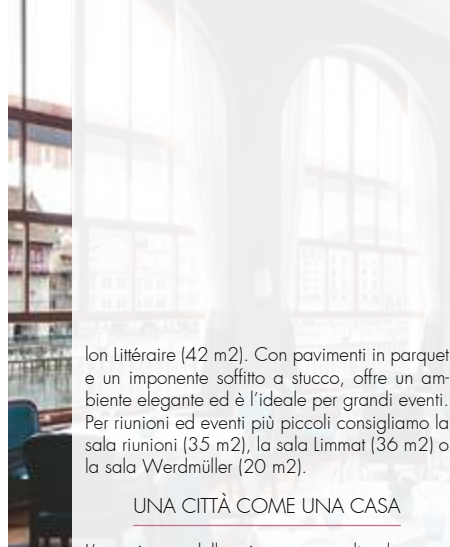 lon Littéraire (42 m2). Con pavimenti in parquet
e un imponente soffitto a stucco, offre un am-
biente elegante ed è l'ideale per grandi eventi.
Per riunioni ed eventi più piccoli consigliamo la
sala riunioni (35 m2), la sala Limmat (36 m2) o
la sala Werdmüller (20 m2).
UNA CITTÀ COME UNA CASA